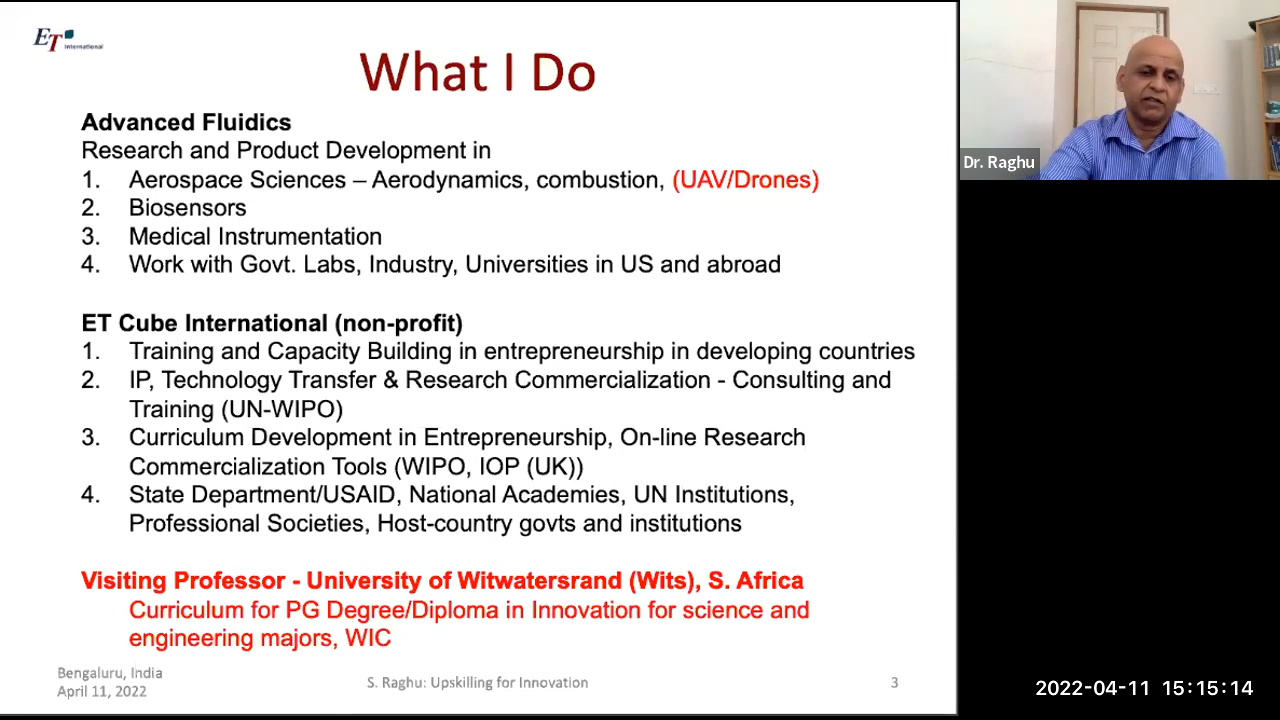 ET International
What I Do
Advanced Fluidics
Research and Product Development in
1. Aerospace Sciences – Aerodynamics, combustion, (UAV/Drones)
2. Biosensors
3. Medical Instrumentation
4. Work with Govt. Labs, Industry, Universities in US and abroad
ET Cube International (non-profit)
1. Training and Capacity Building in entrepreneurship in developing countries
2. IP, Technology Transfer & Research Commercialization - Consulting and
Training (UN-WIPO)
3. Curriculum Development in Entrepreneurship, On-line Research
Commercialization Tools (WIPO, IOP (UK))
4. State Department/USAID, National Academies, UN Institutions,
Professional Societies, Host-country govts and institutions
Visiting Professor - University of Witwatersrand (Wits), S. Africa
Curriculum for PG Degree/Diploma in Innovation for science and
engineering majors, WIC
Bengaluru, India
April 11, 2022
S. Raghu: Upskilling for Innovation
3
Dr. Raghu
2022-04-11 15:15:14